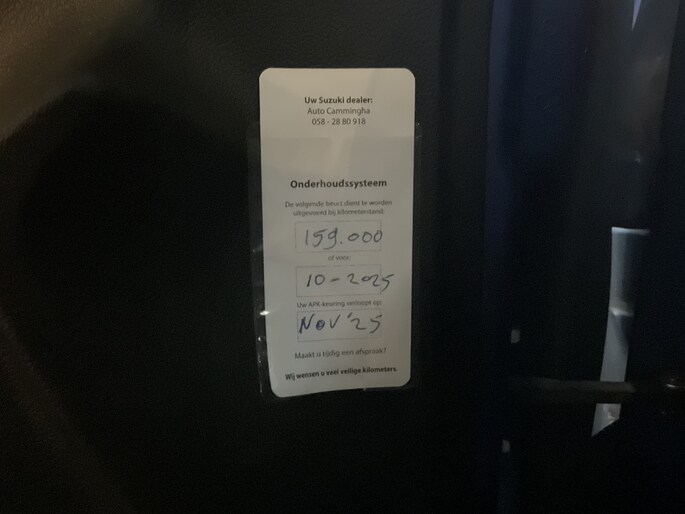 Uw Suzuki dealer:
Auto Cammingha
058 - 28 80 918
Onderhoudssysteem
De volgende beurt dient te worden
uitgevoerd bij kilometerstand:
159.000
of voor:
10-2025
Uw APK-keuring verloopt op:
NOV '25
Maakt u tijdig een afspraak?
Wij wensen u veel veilige kilometers.